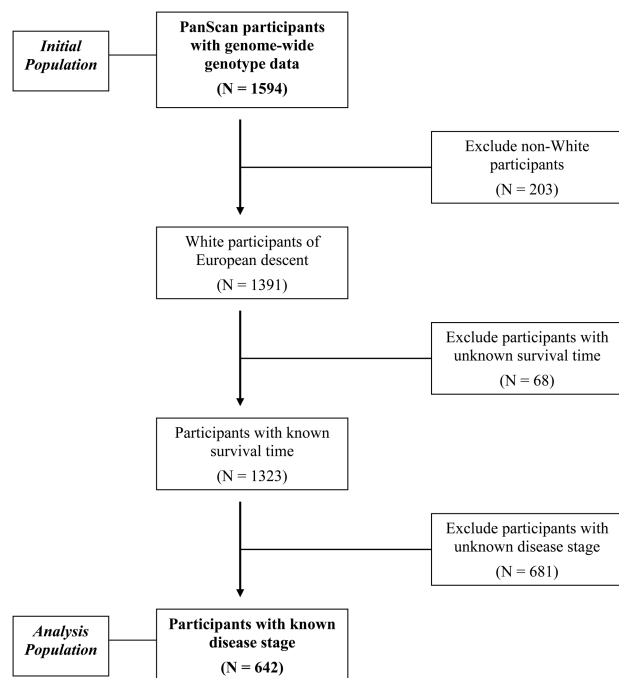 Initial
Population
PanScan participants
with genome-wide
genotype data
(N = 1594)
Exclude non-White
participants
(N = 203)
White participants of
European descent
(N = 1391)
Exclude participants with
unknown survival time
(N = 68)
Participants with known
survival time
(N = 1323)
Exclude participants with
unknown disease stage
(N = 681)
Analysis
Population
Participants with known
disease stage
(N = 642)